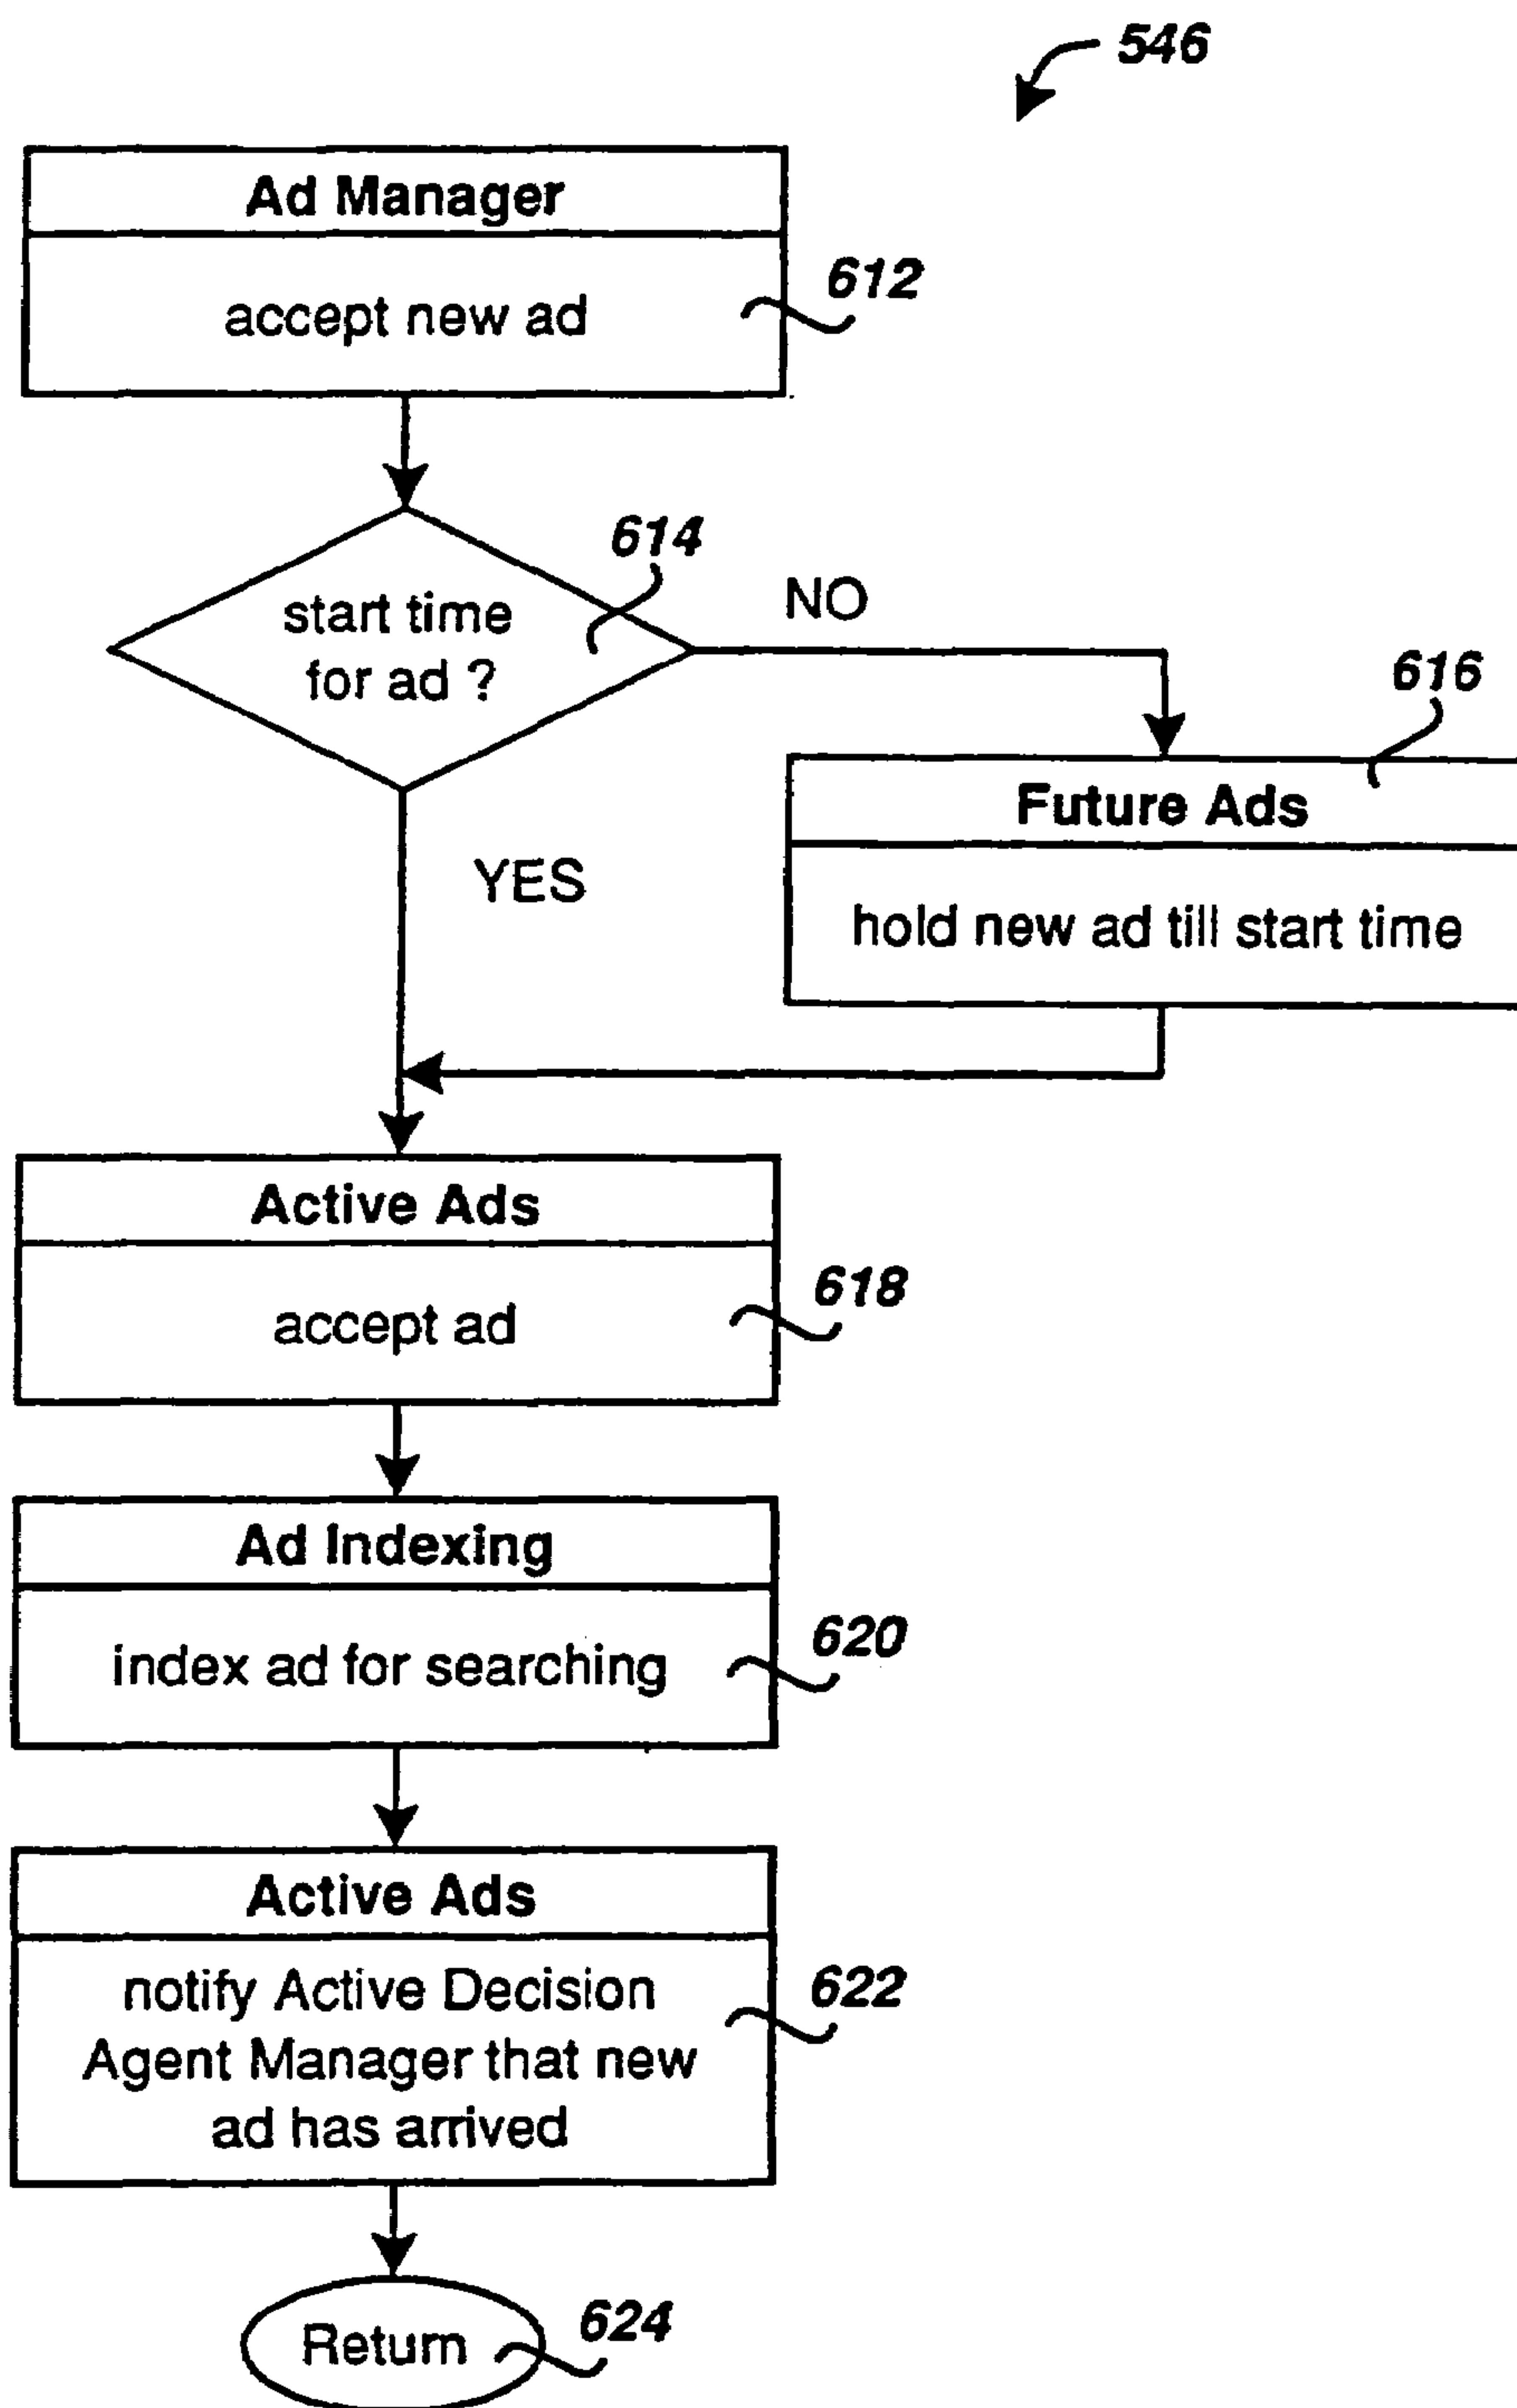 546
Ad Manager
accept new ad
612
start time
for ad ?
614
NO
616
Future Ads
hold new ad till start time
YES
Active Ads
accept ad
618
Ad Indexing
index ad for searching
620
Active Ads
notify Active Decision
Agent Manager that new
ad has arrived
622
Return
624